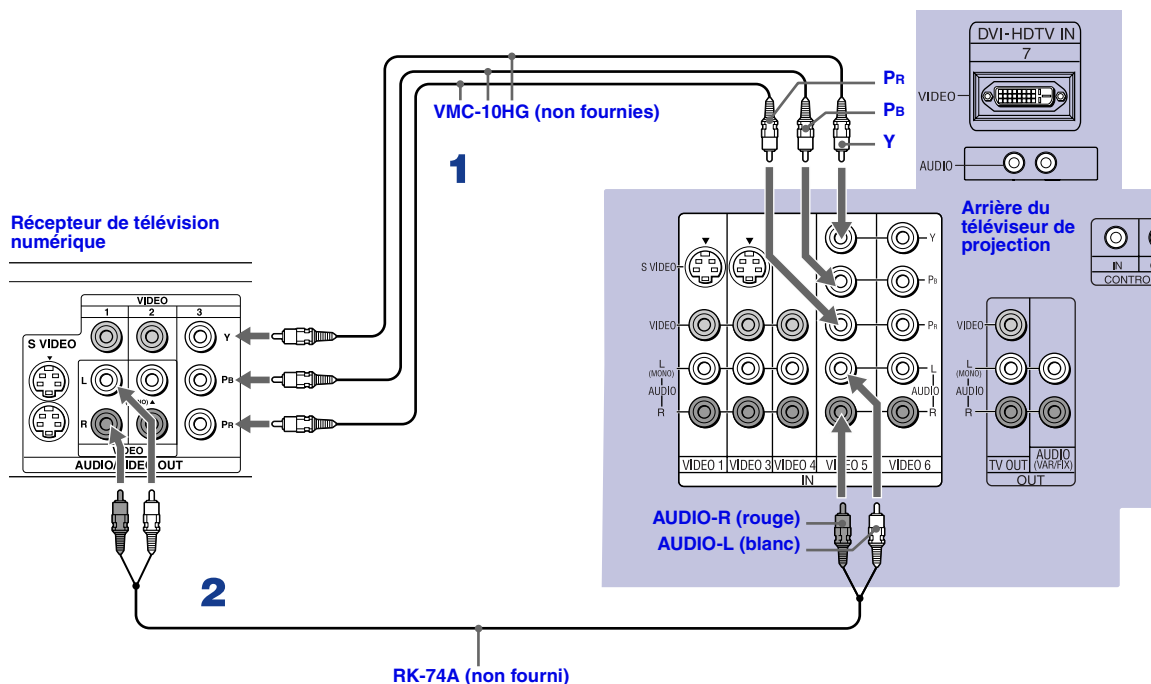 DVI-HDTV IN
7
VIDEO
AUDIO
PR
PB
Y
VMC-10HG (non fournies)
1
Récepteur de télévision
numérique
VIDEO
1 2 3
S VIDEO
Y
L
PB
R
PR
VIDEO
AUDIO/VIDEO OUT
Arrière du
téléviseur de
projection
IN
CONTRO
S VIDEO
Y
PB
VIDEO
PR
L
(MONO)
AUDIO
R
L
AUDIO
R
VIDEO 1 VIDEO 3 VIDEO 4 VIDEO 5 VIDEO 6
IN
VIDEO
L
(MONO)
AUDIO
R
TV OUT
AUDIO
(VAR/FIX)
OUT
AUDIO-R (rouge)
AUDIO-L (blanc)
2
RK-74A (non fourni)